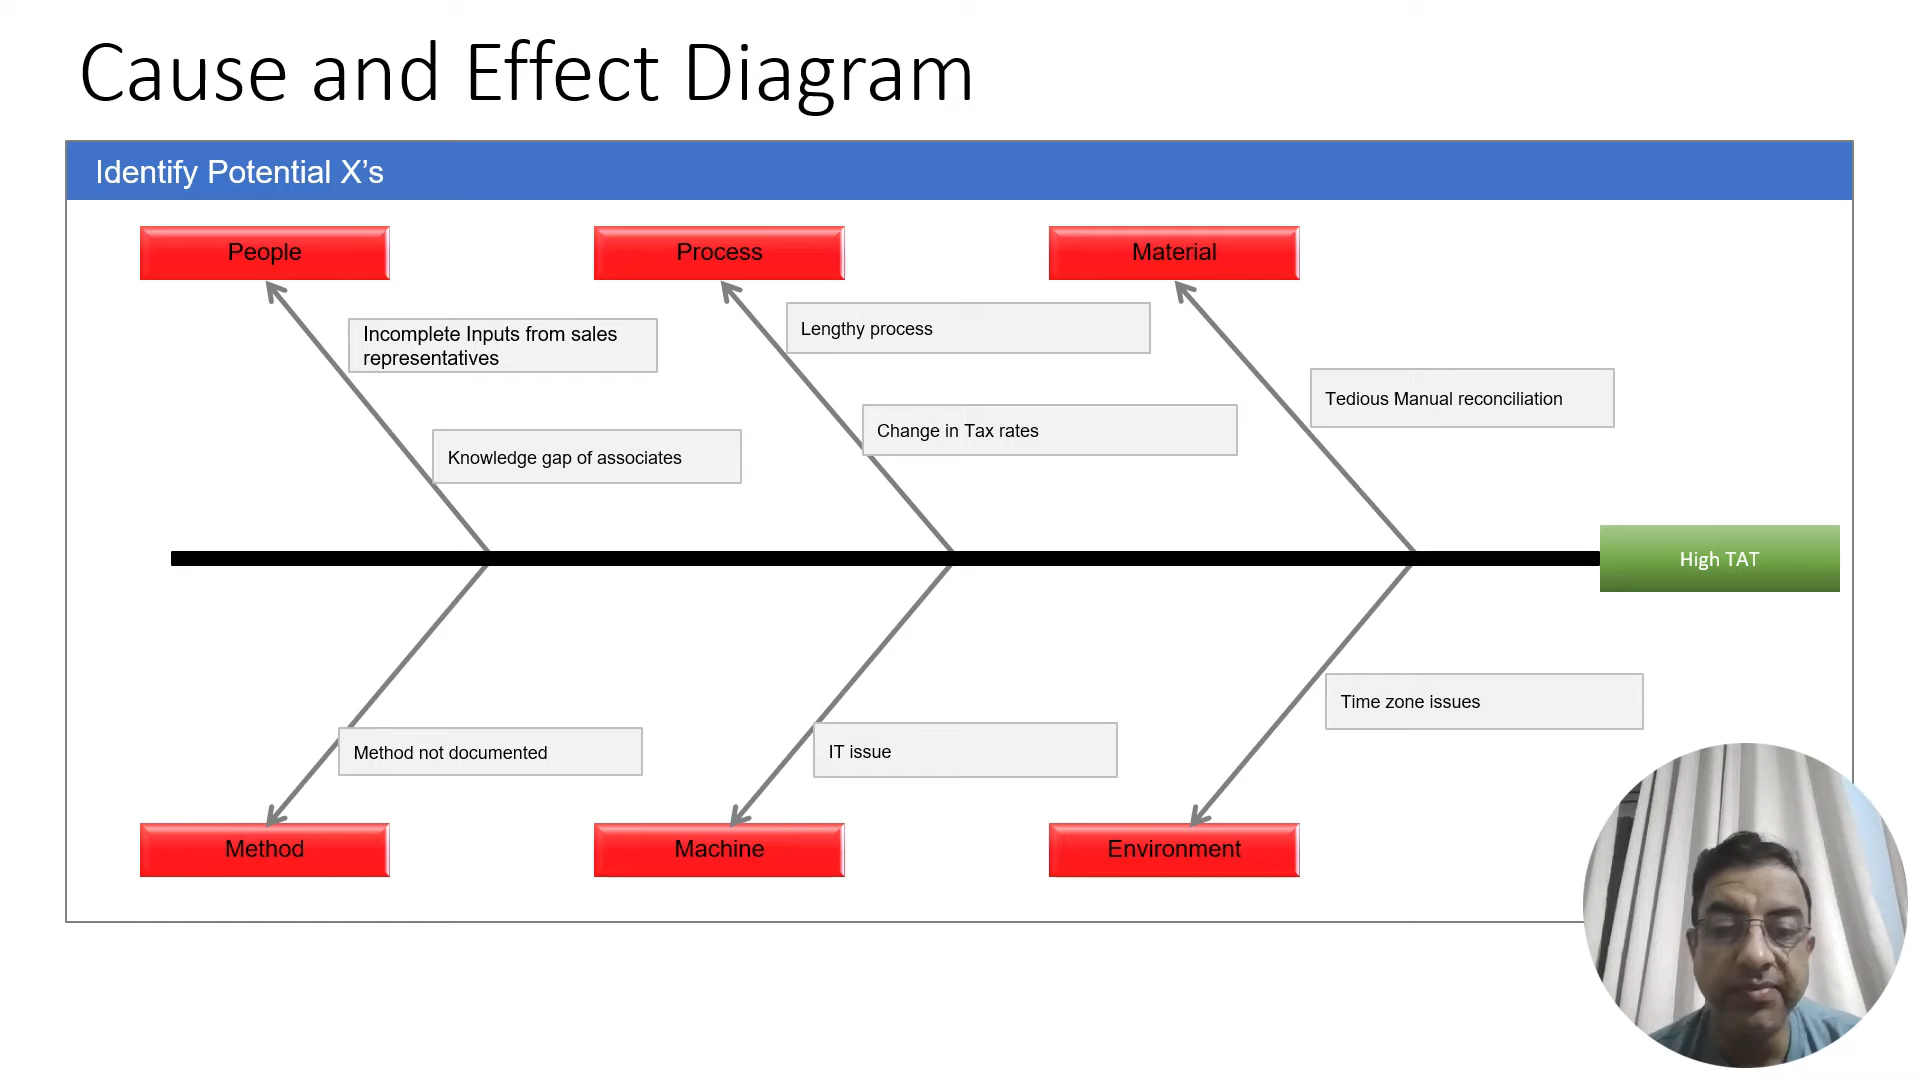 Cause and Effect Diagram
Identify Potential X’s
People
Process
Material
Incomplete Inputs from sales
representatives
Lengthy process
Tedious Manual reconciliation
Change in Tax rates
Knowledge gap of associates
High TAT
Time zone issues
Method not documented
IT issue
Method
Machine
Environment